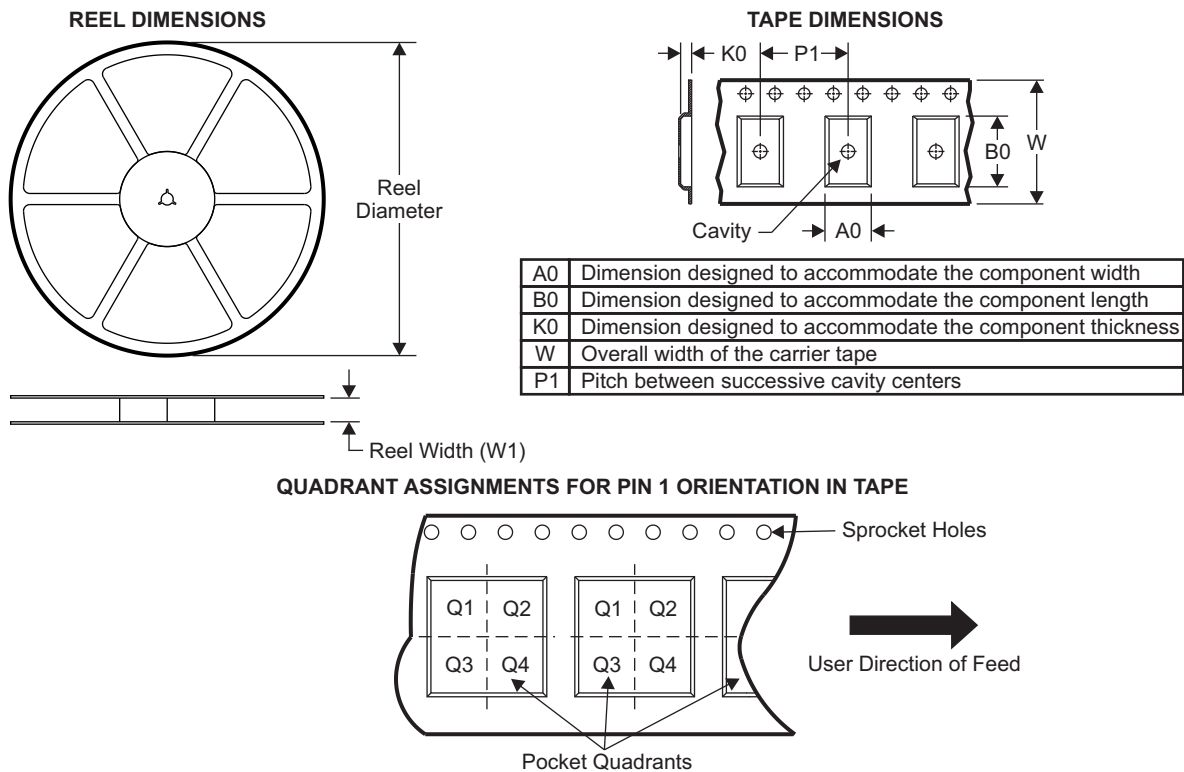 REEL DIMENSIONS
Reel
Diameter
Reel Width (W1)
TAPE DIMENSIONS
K0
P1
B0
W
Cavity
A0
A0 Dimension designed to accommodate the component width
B0 Dimension designed to accommodate the component length
K0 Dimension designed to accommodate the component thickness
W Overall width of the carrier tape
P1 Pitch between successive cavity centers
QUADRANT ASSIGNMENTS FOR PIN 1 ORIENTATION IN TAPE
Sprocket Holes
Q1 Q2 Q1 Q2
Q3 Q4 Q3 Q4
User Direction of Feed
Pocket Quadrants